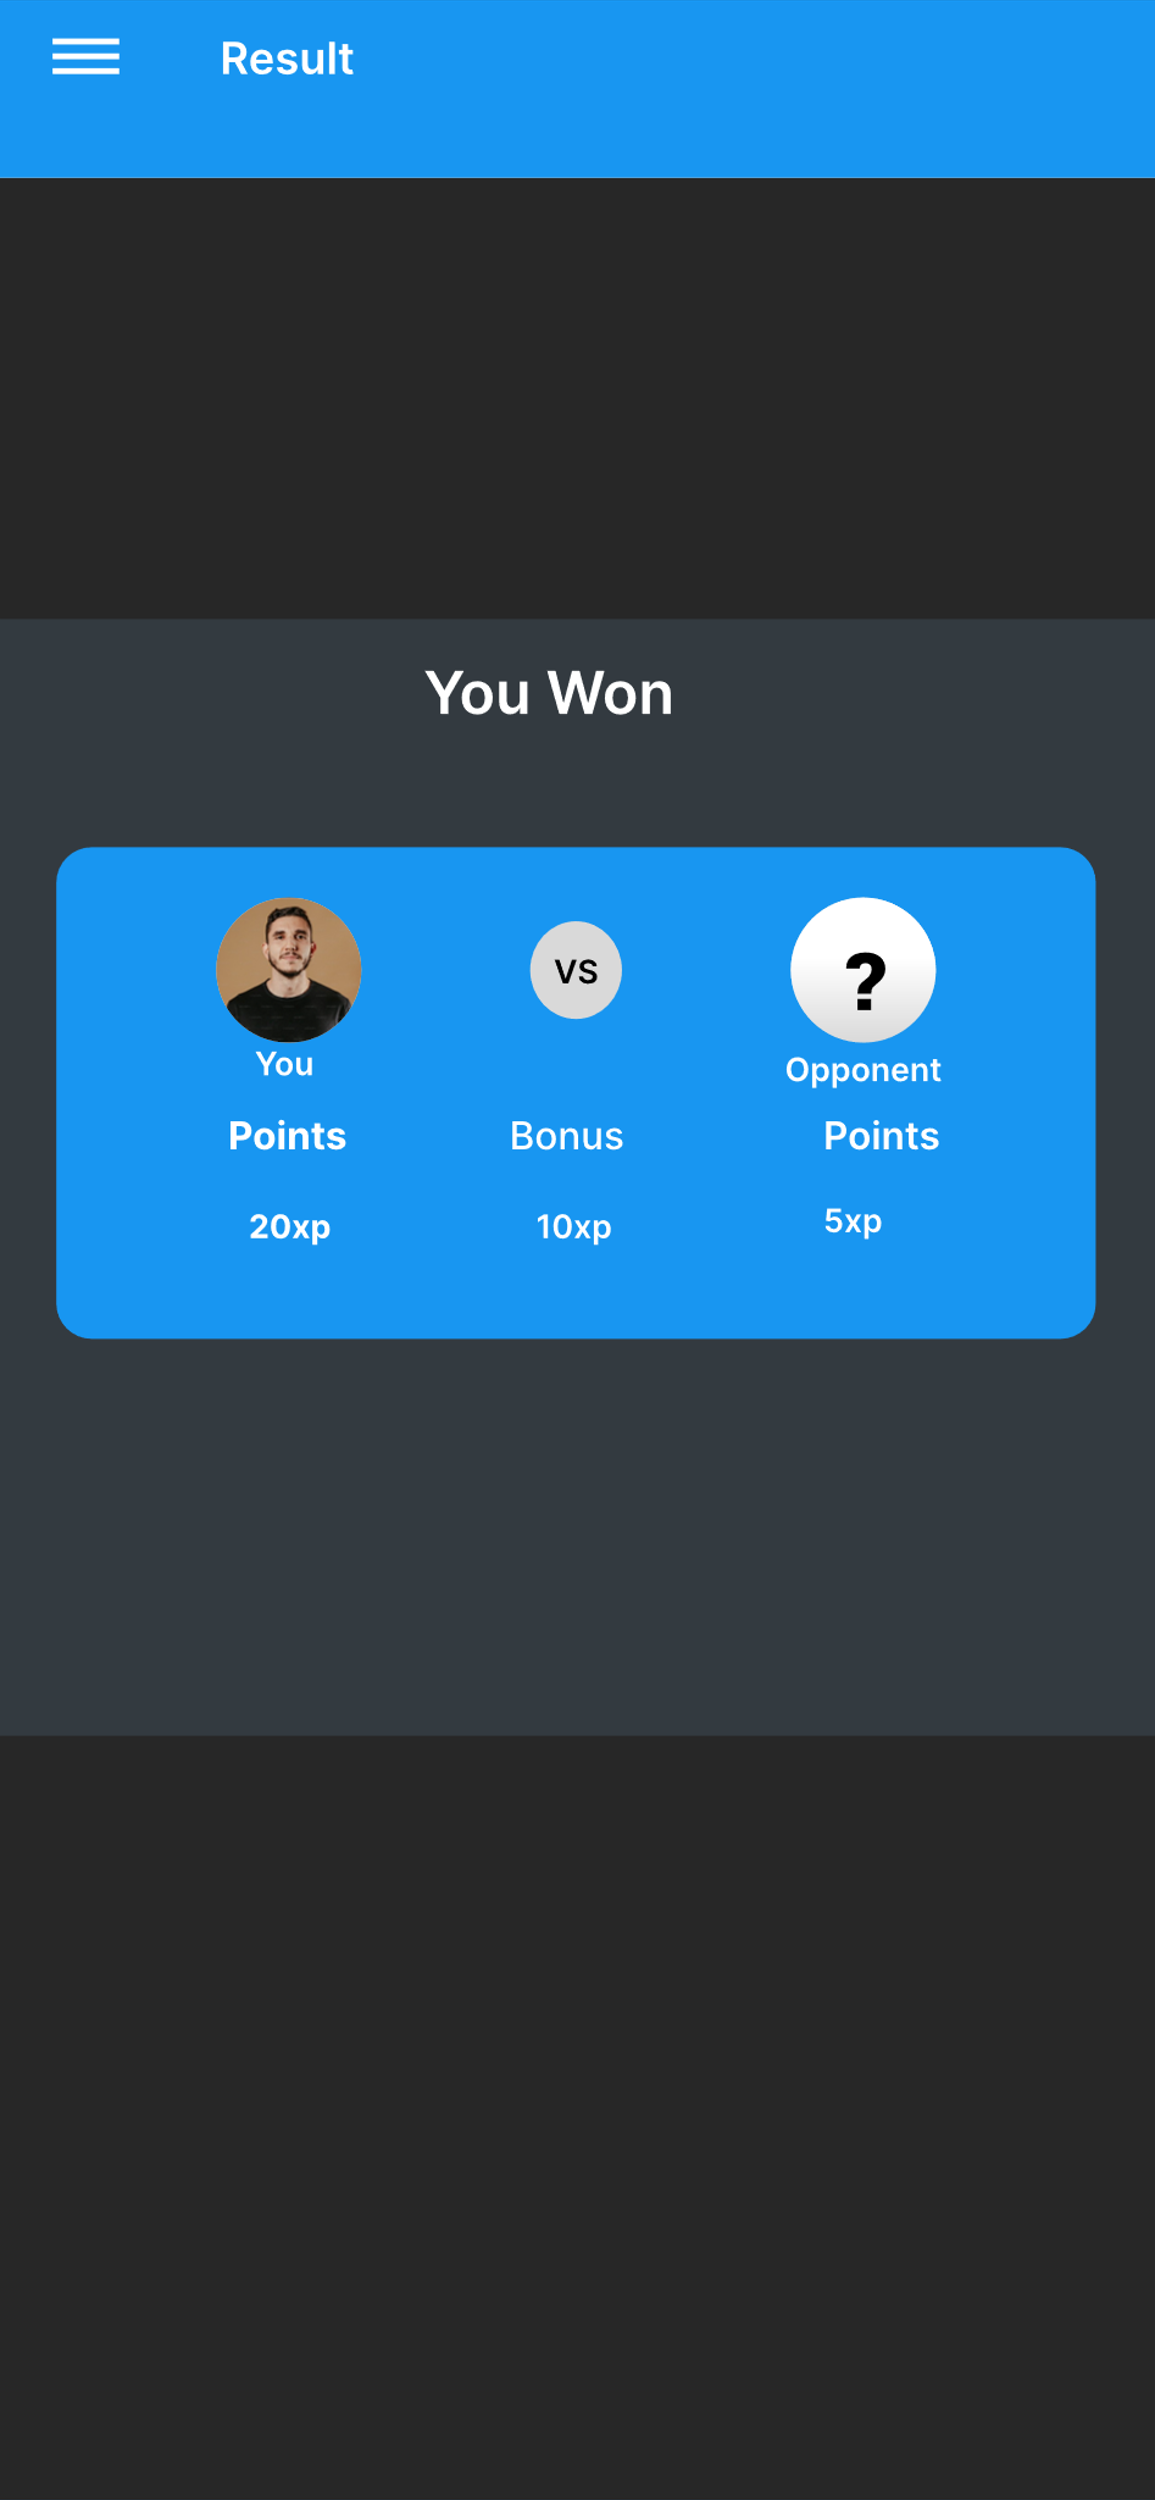 Result
You Won
VS
?
You
Opponent
Points Bonus Points
20xp 10xp 5xp